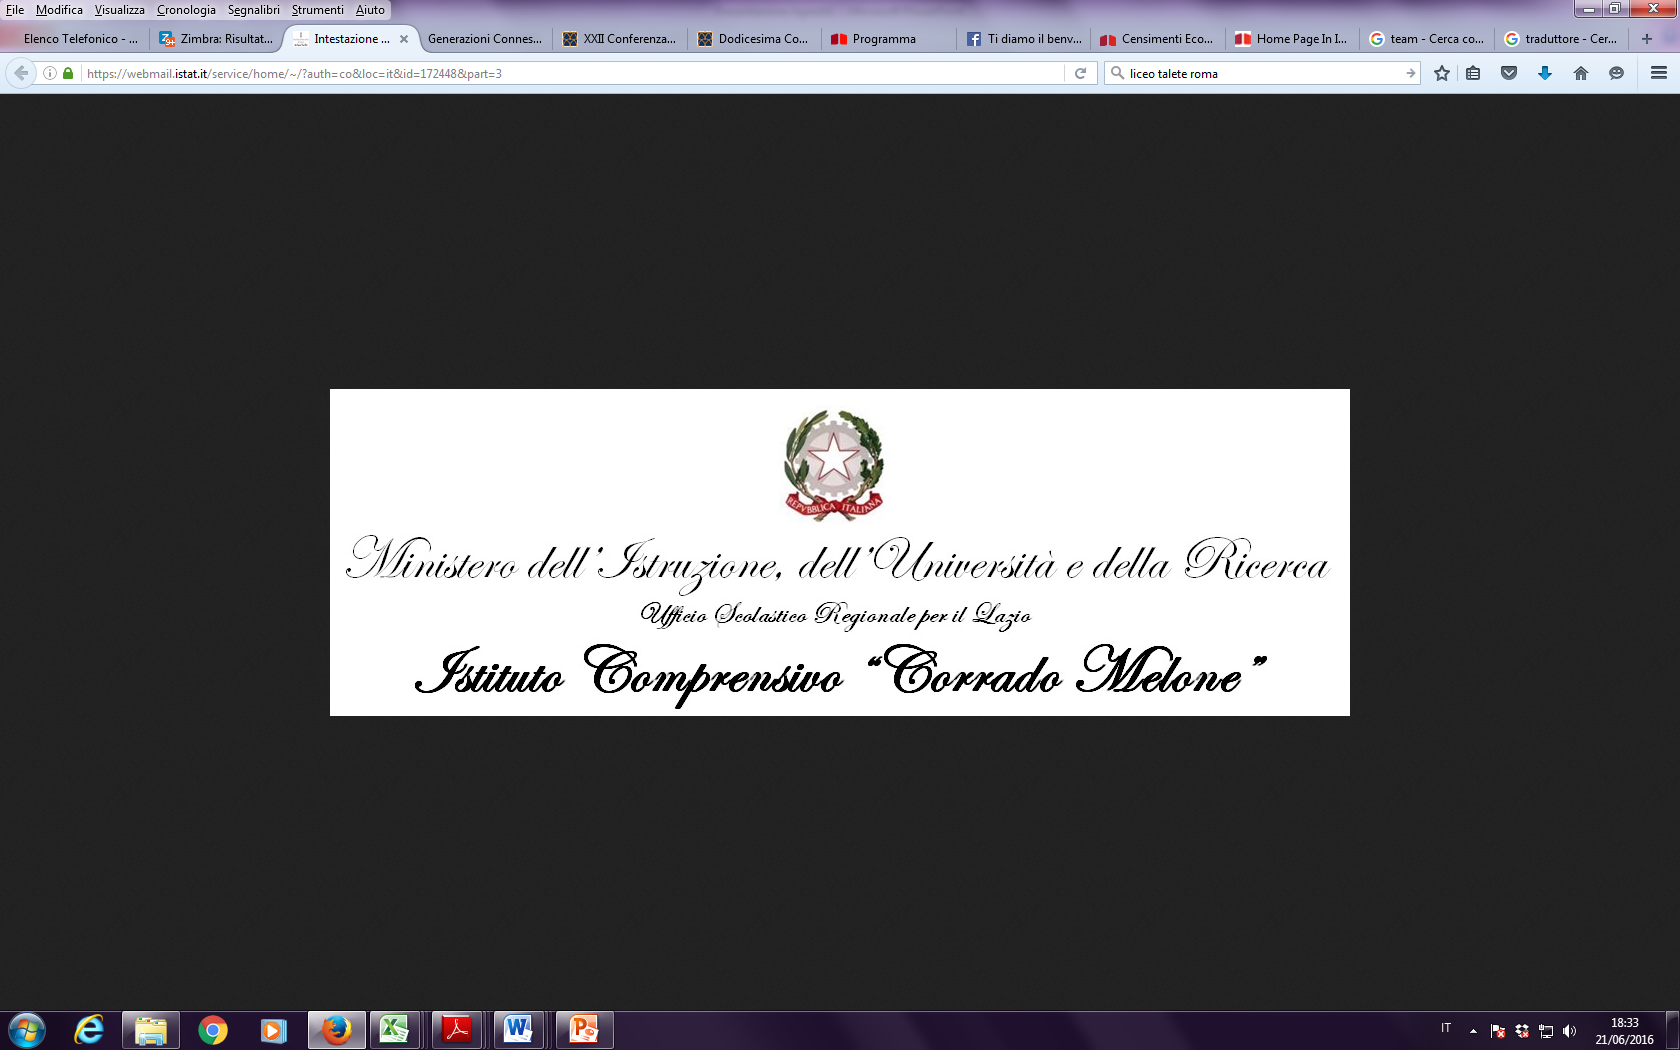 File Modifica Visualizza Cronologia Segnalibri Strumenti Aiuto
Elenco Telefonico - ... Zimbra: Risultat... Intestazione ... Generazioni Connes... XXII Conferenza... Dodicesima Co... Programma Ti diamo il benv... Censimenti Eco... Home Page In I... team - Cerca co... traduttore - Cer...
https://webmail.istat.it/service/home/~/?auth=co&loc=it&id=172448&part=3 liceo talete roma
REPVBBLICA ITALIANA
Ministero dell'Istruzione, dell'Università e della Ricerca
Ufficio Scolastico Regionale per il Lazio
Istituto Comprensivo “Corrado Melone”
IT 18:33
21/06/2016